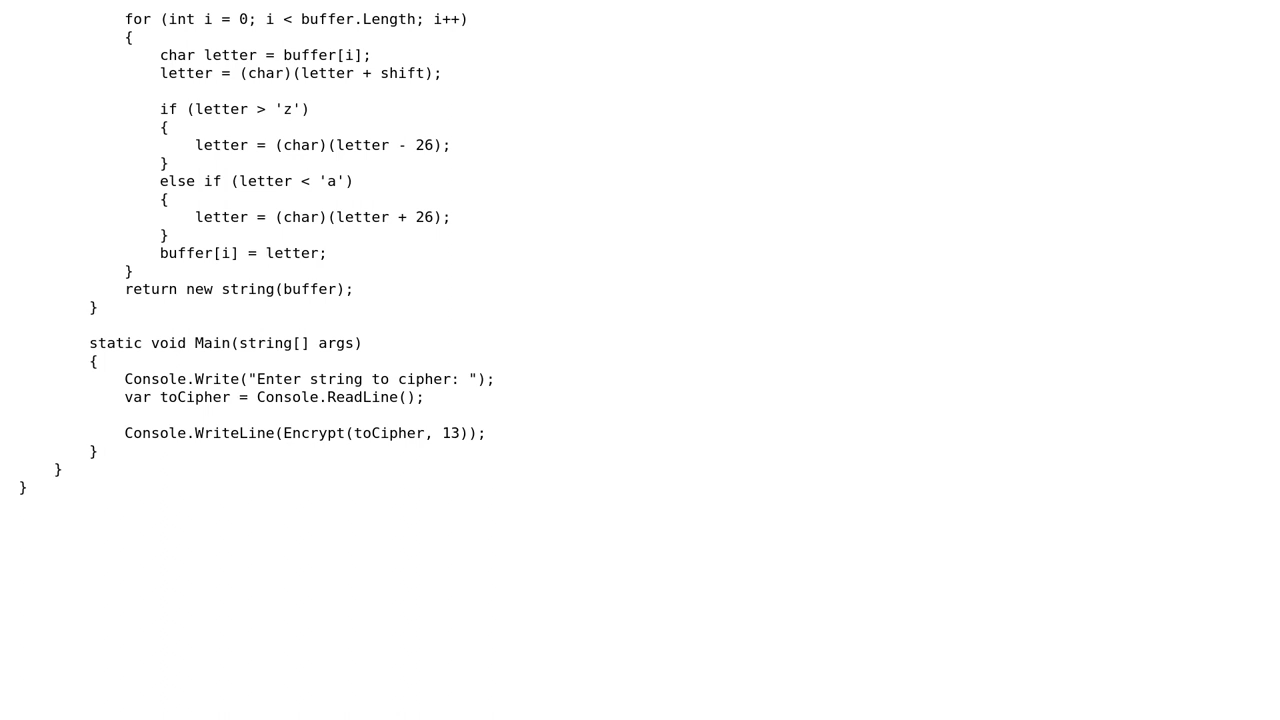 for (int i = 0; i < buffer.Length; i++)
{
char letter = buffer[i];
letter = (char)(letter + shift);
if (letter > 'z')
{
letter = (char)(letter - 26);
}
else if (letter < 'a')
{
letter = (char)(letter + 26);
}
buffer[i] = letter;
}
return new string(buffer);
}
static void Main(string[] args)
{
Console.Write("Enter string to cipher: ");
var toCipher = Console.ReadLine();
Console.WriteLine(Encrypt(toCipher, 13));
}
}
}